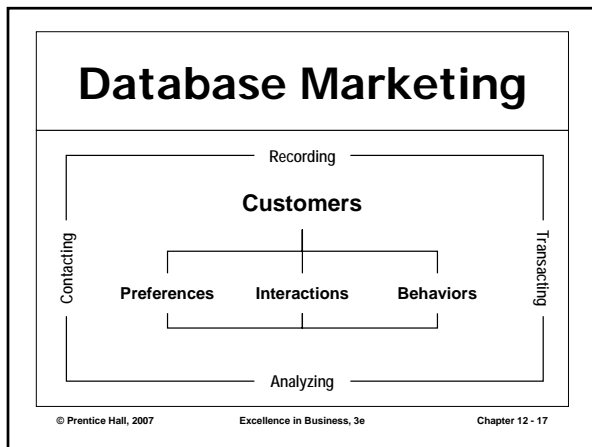 Database Marketing
Recording
Customers
Contacting
Transacting
Preferences Interactions Behaviors
Analyzing
© Prentice Hall, 2007 Excellence in Business, 3e Chapter 12 - 17